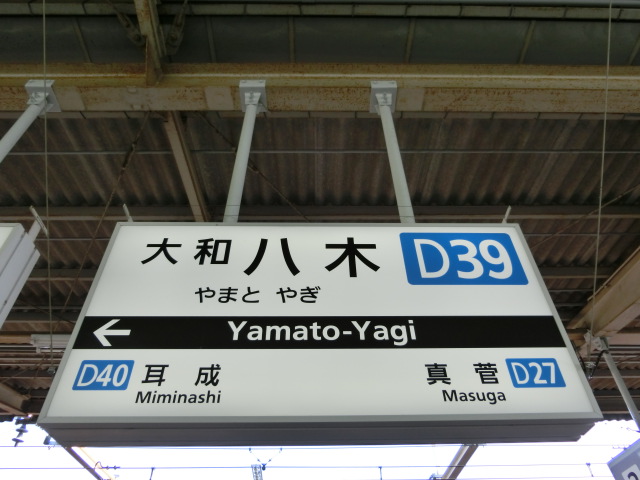 大和八木 D39
やまと やぎ
← Yamato-Yagi
D40 耳成 真菅 D27
Miminashi Masuga